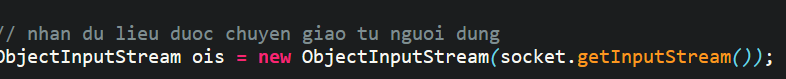 // nhan du lieu duoc chuyen giao tu nguoi dung
ObjectInputStream ois = new ObjectInputStream(socket.getInputStream());